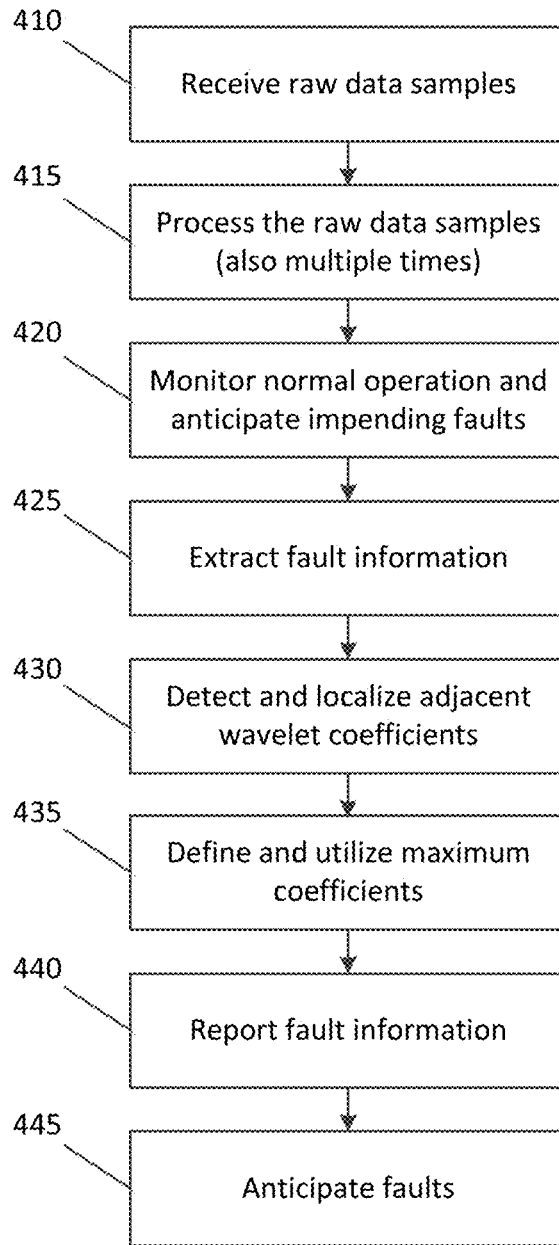 410
Receive raw data samples
415
Process the raw data samples
(also multiple times)
420
Monitor normal operation and
anticipate impending faults
425
Extract fault information
430
Detect and localize adjacent
wavelet coefficients
435
Define and utilize maximum
coefficients
440
Report fault information
445
Anticipate faults